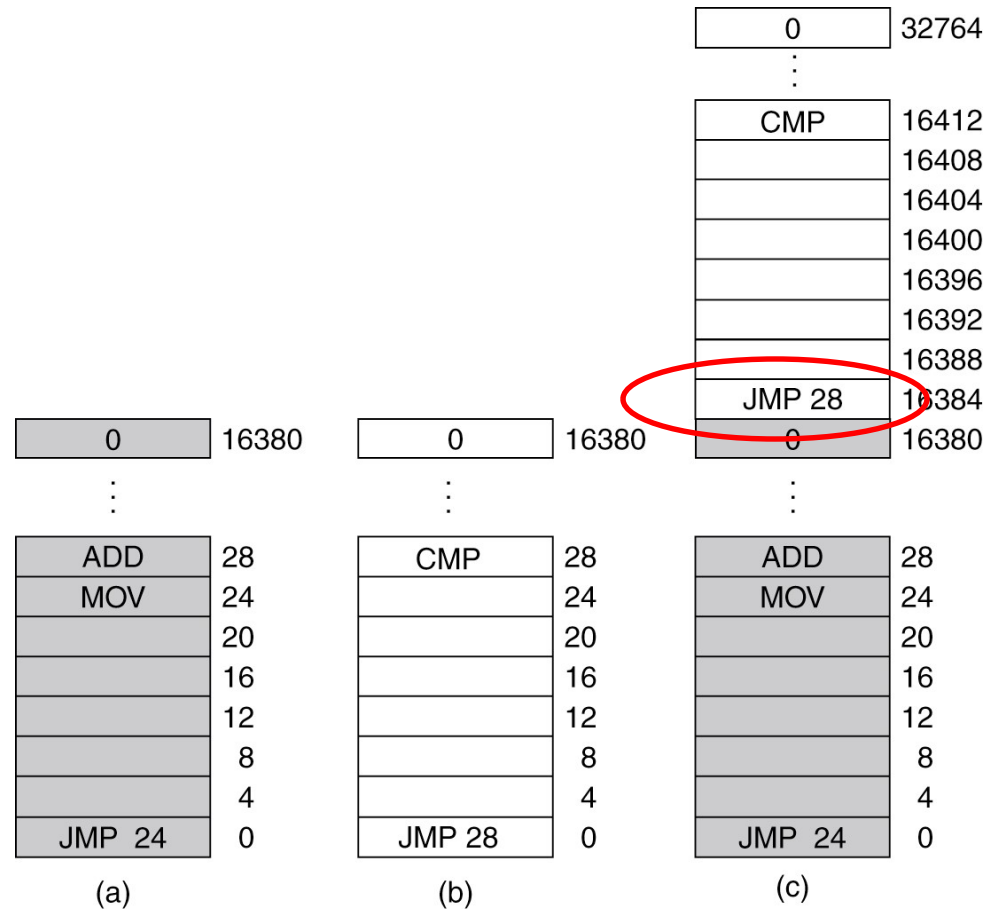 0 32764
⋮
CMP 16412
16408
16404
16400
16396
16392
16388
JMP 28 16384
0 16380 0 16380 0 16380
⋮ ⋮ ⋮
ADD 28 CMP 28 ADD 28
MOV 24 24 MOV 24
20 20 20
16 16 16
12 12 12
8 8 8
4 4 4
JMP 24 0 JMP 28 0 JMP 24 0
(a) (b) (c)